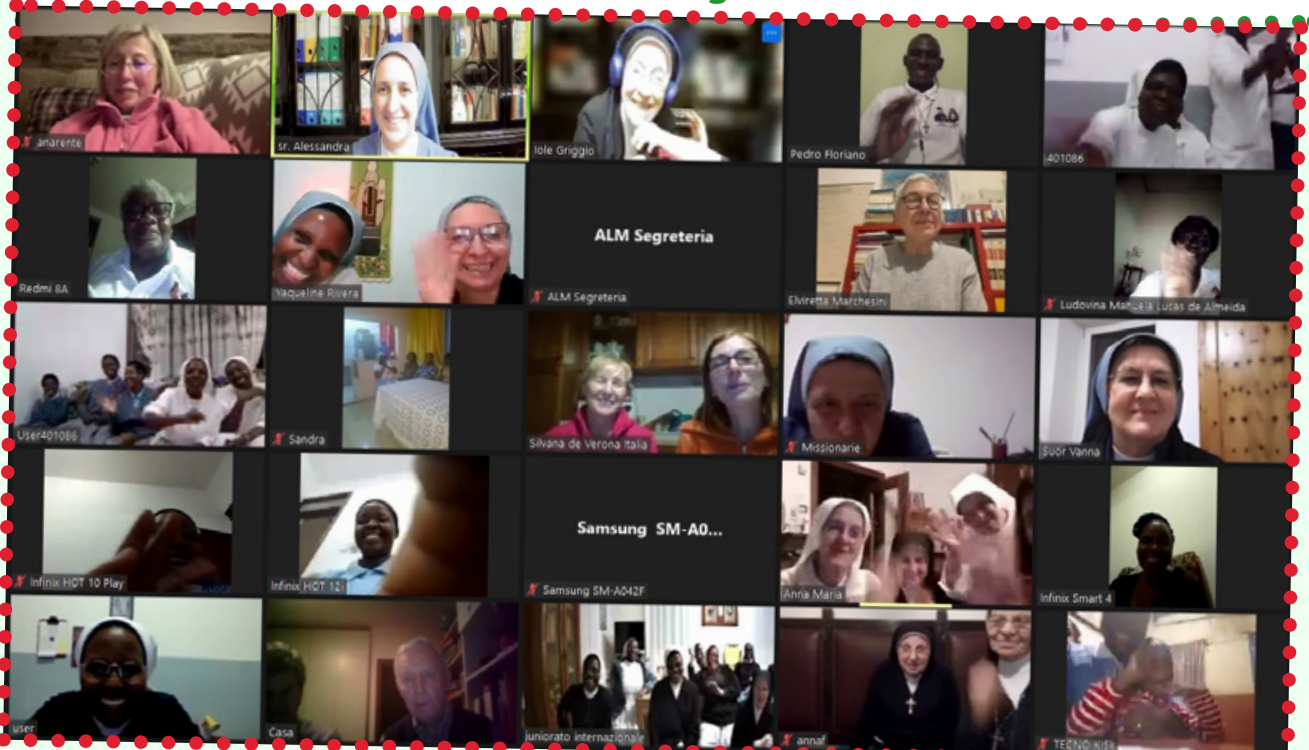 anarente
sr. Alessandra
Iole Griggio
Pedro Floriano
401086
Redmi 8A
Yaqueline Rivera
ALM Segreteria
ALM Segreteria
Elviretta Marchesini
Ludovina Manuela Lucas de Almeida
User401086
Sandra
Silvana de Verona Italia
Missionarie
Suor Vanna
Infinix HOT 10 Play
Infinix HOT 12i
Samsung SM-A0...
Samsung SM-A042F
Anna Maria
Infinix Smart 4
user
Casa
juniorato internazionale
annaf
TECNO